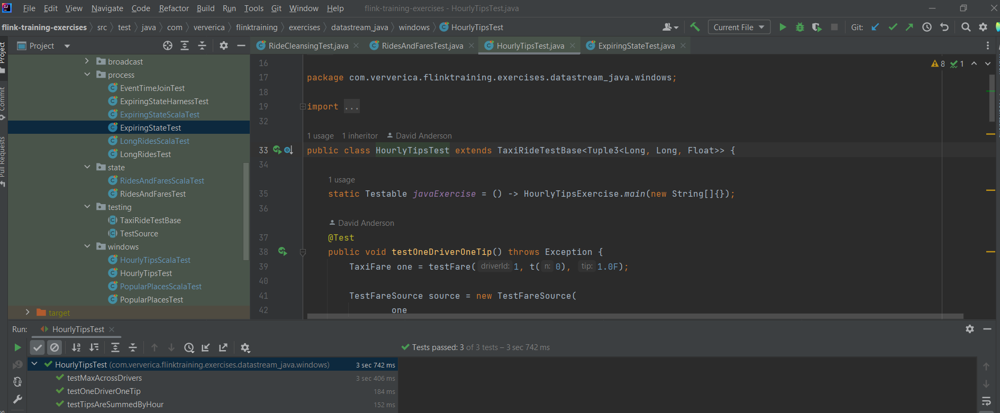 File Edit View Navigate Code Refactor Build Run Tools Git Window Help flink-training-exercises - HourlyTipsTest.java
flink-training-exercises src test java com ververica flinktraining exercises datastream_java windows HourlyTipsTest Current File Git:
Project RideCleansingTest.java RidesAndFaresTest.java HourlyTipsTest.java ExpiringStateTest.java
Project
Commit
Pull Requests
broadcast
process
EventTimeJoinTest
ExpiringStateHarnessTest
ExpiringStateScalaTest
ExpiringStateTest
LongRidesScalaTest
LongRidesTest
state
RidesAndFaresScalaTest
RidesAndFaresTest
testing
TaxiRideTestBase
TestSource
windows
HourlyTipsScalaTest
HourlyTipsTest
PopularPlacesScalaTest
PopularPlacesTest
target
8 1
16
17 package com.ververica.flinktraining.exercises.datastream_java.windows;
18
19 import ...
32
1 usage 1 inheritor David Anderson
33 public class HourlyTipsTest extends TaxiRideTestBase<Tuple3<Long, Long, Float>> {
34
1 usage
35 static Testable javaExercise = () -> HourlyTipsExercise.main(new String[]{});
36
David Anderson
37 @Test
38 public void testOneDriverOneTip() throws Exception {
39 TaxiFare one = testFare( driverId: 1, t( n: 0), tip: 1.0F);
40
41 TestFareSource source = new TestFareSource(
42 one
Run: HourlyTipsTest
Tests passed: 3 of 3 tests – 3 sec 742 ms
HourlyTipsTest (com.ververica.flinktraining.exercises.datastream_java.windows) 3 sec 742 ms
testMaxAcrossDrivers 3 sec 406 ms
testOneDriverOneTip 184 ms
testTipsAreSummedByHour 152 ms